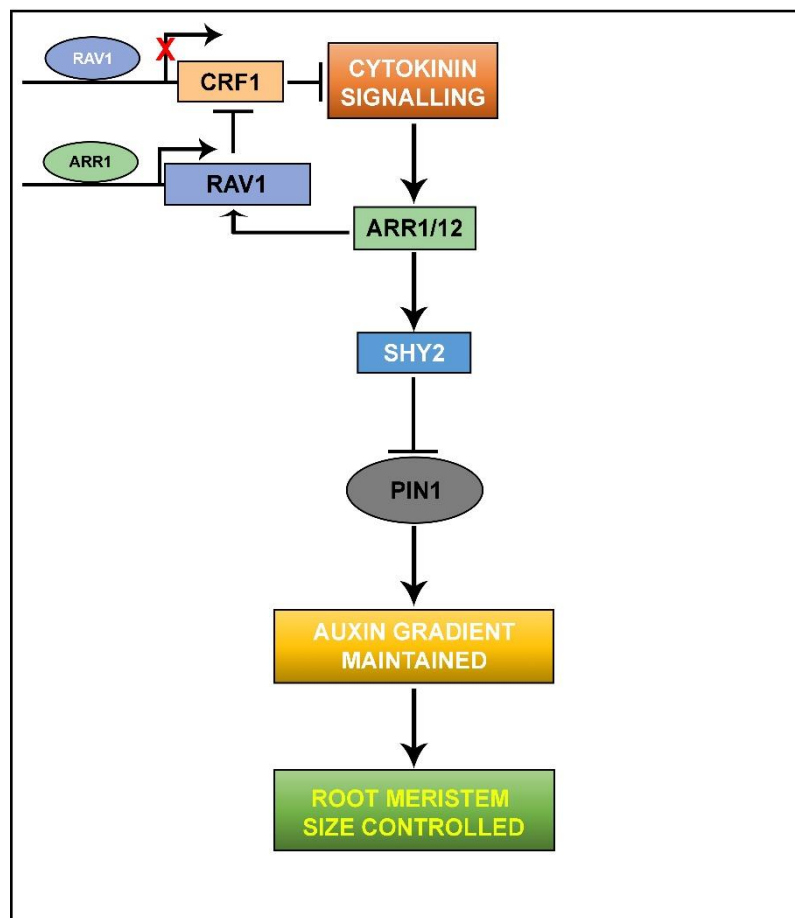 RAV1
X
CRF1
CYTOKININ
SIGNALLING
ARR1
RAV1
ARR1/12
SHY2
PIN1
AUXIN GRADIENT
MAINTAINED
ROOT MERISTEM
SIZE CONTROLLED